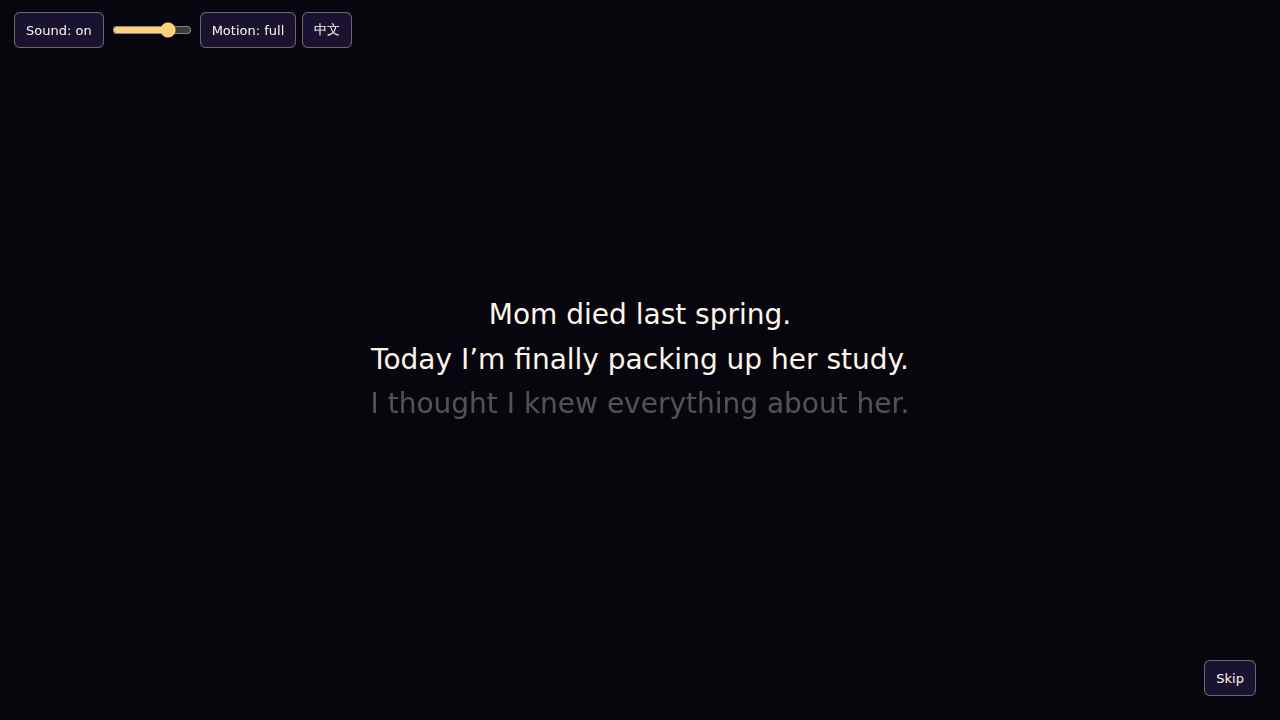 Sound: on
Motion: full
中文
Mom died last spring.
Today I’m finally packing up her study.
I thought I knew everything about her.
Skip